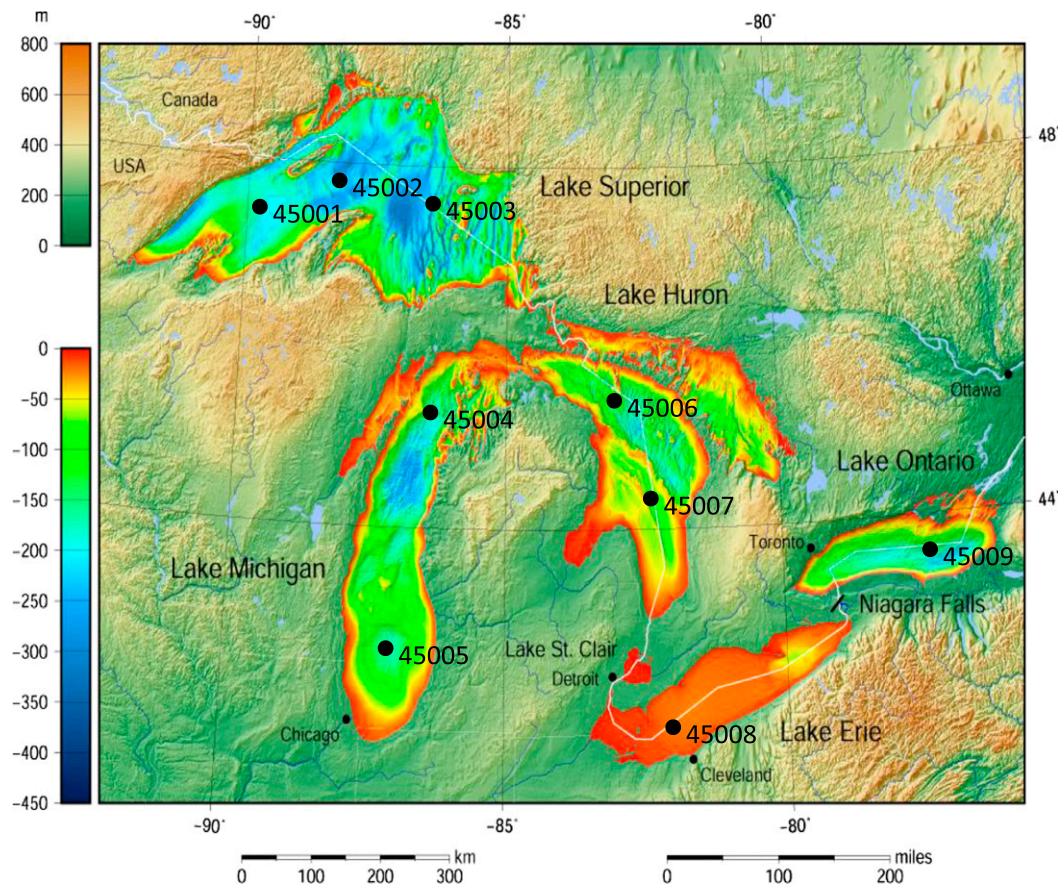 m
−90
−85
−80
800
600
400
200
0
Canada
USA
48°
Lake Superior
45001
45002
45003
Lake Huron
0
−50
−100
−150
−200
−250
−300
−350
−400
−450
45004
45006
Ottawa
Lake Ontario
45007
44°
Toronto
45009
Lake Michigan
Niagara Falls
45005
Lake St. Clair
Detroit
Chicago
45008
Lake Erie
Cleveland
−90
−85
−80
km
0 50 100 200 300
miles
0 50 100 200